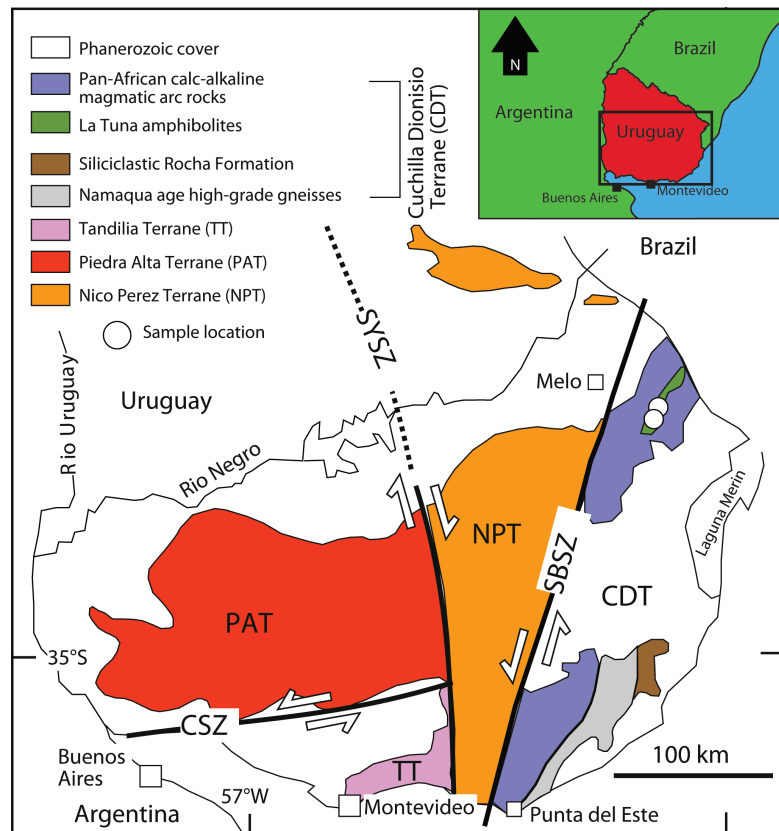 Phanerozoic cover
Pan-African calc-alkaline
magmatic arc rocks
La Tuna amphibolites
Siliciclastic Rocha Formation
Namaqua age high-grade gneisses
Cuchilla Dionisio
Terrane (CDT)
Tandilia Terrane (TT)
Piedra Alta Terrane (PAT)
Nico Perez Terrane (NPT)
Sample location
N
Brazil
Argentina
Uruguay
Buenos Aires
Montevideo
Brazil
SYSZ
Melo
Uruguay
Rio Uruguay
Rio Negro
Laguna Merin
NPT
SBSZ
CDT
PAT
35°S
CSZ
Buenos
Aires
TT
100 km
57°W
Montevideo
Punta del Este
Argentina